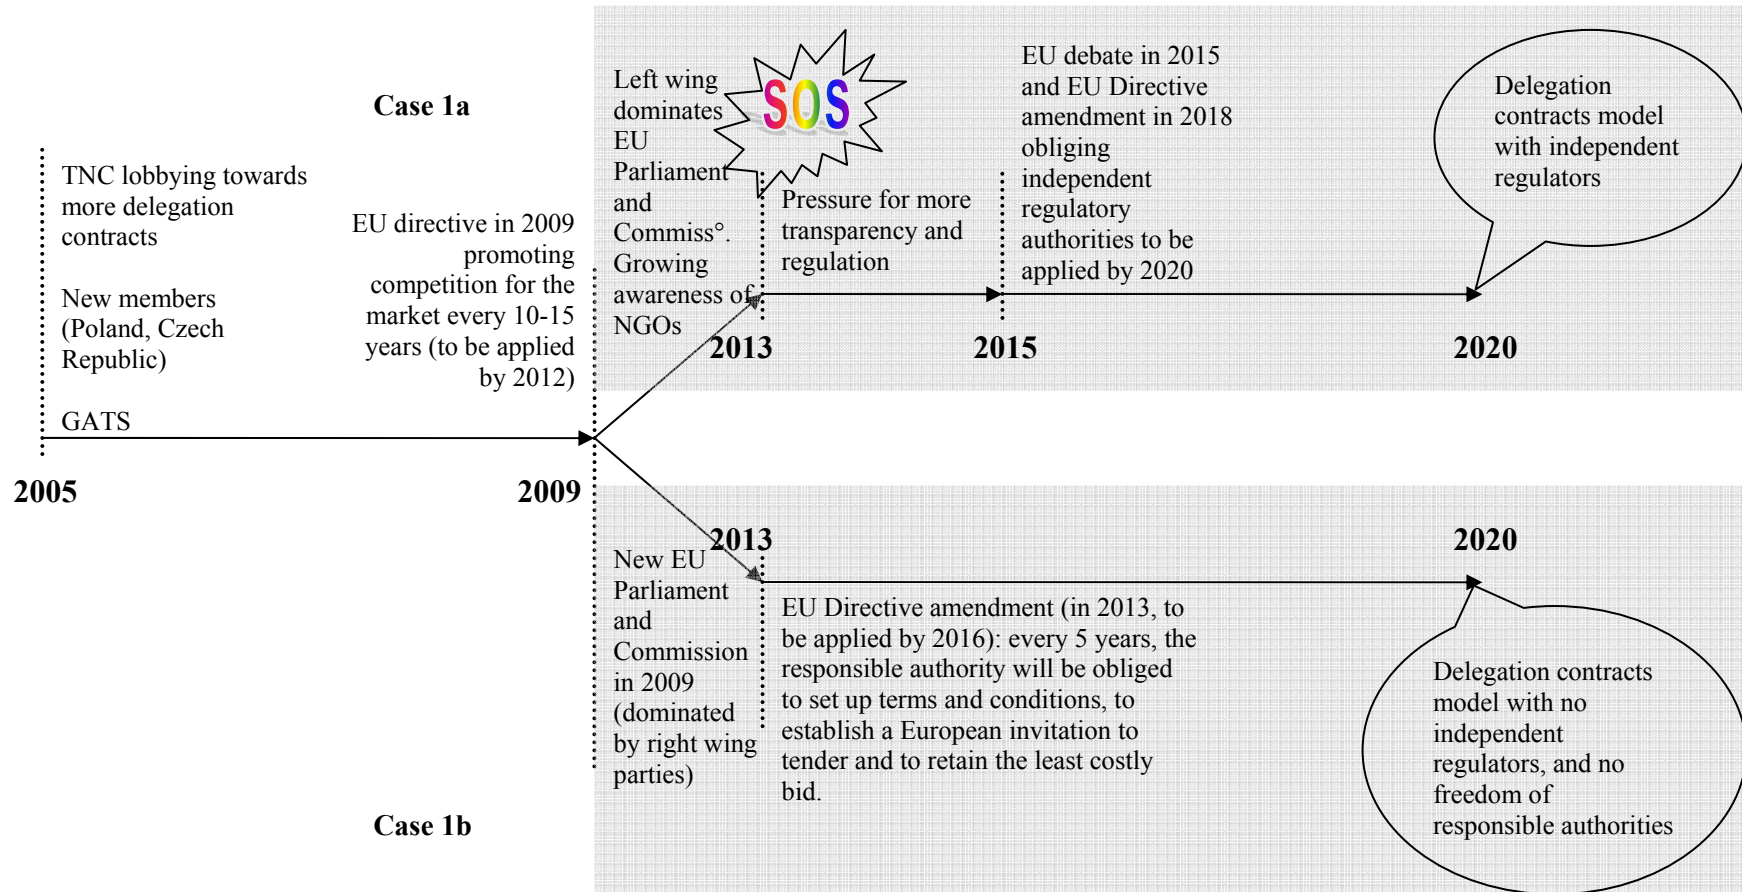 Case 1a
TNC lobbying towards
more delegation
contracts
New members
(Poland, Czech
Republic)
GATS
2005
EU directive in 2009
promoting
competition for the
market every 10-15
years (to be applied
by 2012)
2009
Left wing
dominates
EU
Parliament
and
Commiss°.
Growing
awareness of
NGOs
SOS
2013
Pressure for more
transparency and
regulation
2015
EU debate in 2015
and EU Directive
amendment in 2018
obliging
independent
regulatory
authorities to be
applied by 2020
2020
Delegation
contracts model
with independent
regulators
2013
New EU
Parliament
and
Commission
in 2009
(dominated
by right wing
parties)
EU Directive amendment (in 2013, to
be applied by 2016): every 5 years, the
responsible authority will be obliged
to set up terms and conditions, to
establish a European invitation to
tender and to retain the least costly
bid.
2020
Delegation contracts
model with no
independent
regulators, and no
freedom of
responsible authorities
Case 1b